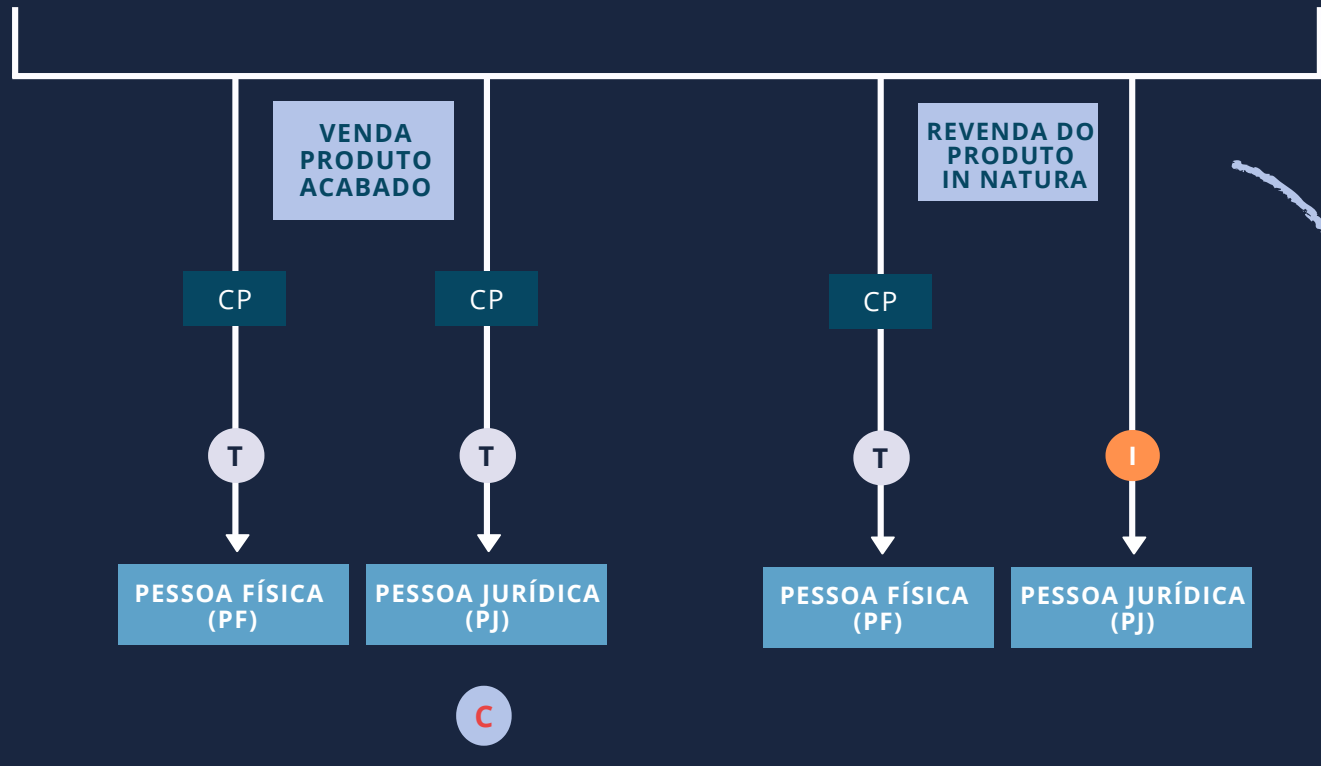 VENDA
PRODUTO
ACABADO
REVENDA DO
PRODUTO
IN NATURA
CP
CP
CP
T
T
T
I
PESSOA FÍSICA
(PF)
PESSOA JURÍDICA
(PJ)
PESSOA FÍSICA
(PF)
PESSOA JURÍDICA
(PJ)
C